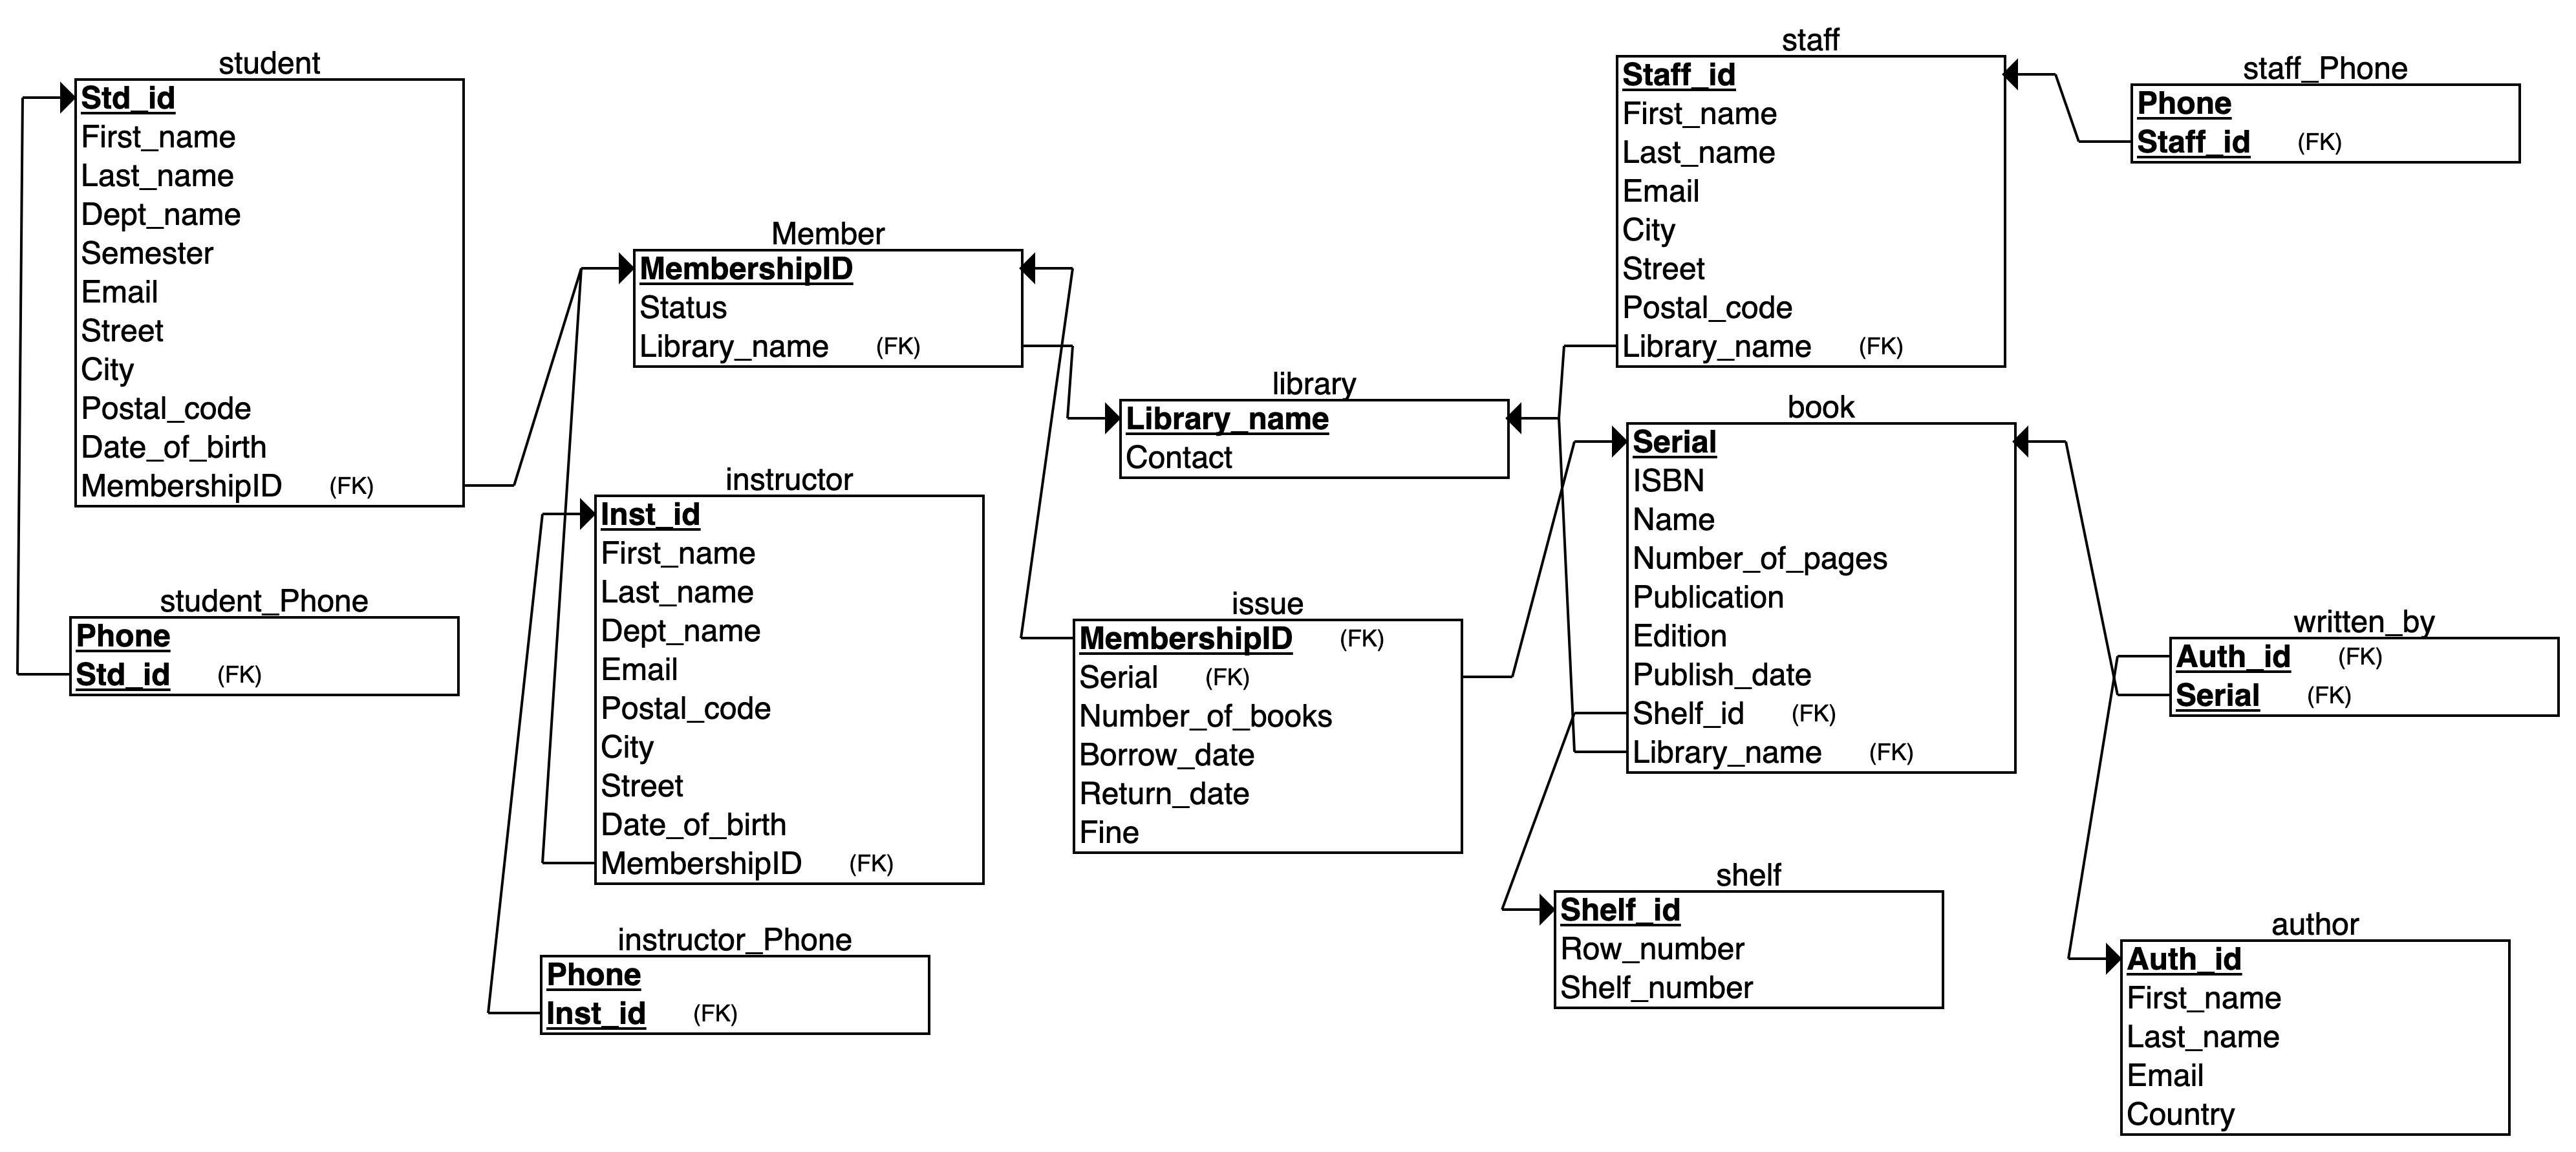 student
Std_id
First_name
Last_name
Dept_name
Semester
Email
Street
City
Postal_code
Date_of_birth
MembershipID (FK)
student_Phone
Phone
Std_id (FK)
Member
MembershipID
Status
Library_name (FK)
instructor
Inst_id
First_name
Last_name
Dept_name
Email
Postal_code
City
Street
Date_of_birth
MembershipID (FK)
instructor_Phone
Phone
Inst_id (FK)
library
Library_name
Contact
issue
MembershipID (FK)
Serial (FK)
Number_of_books
Borrow_date
Return_date
Fine
staff
Staff_id
First_name
Last_name
Email
City
Street
Postal_code
Library_name (FK)
book
Serial
ISBN
Name
Number_of_pages
Publication
Edition
Publish_date
Shelf_id (FK)
Library_name (FK)
shelf
Shelf_id
Row_number
Shelf_number
staff_Phone
Phone
Staff_id (FK)
written_by
Auth_id (FK)
Serial (FK)
author
Auth_id
First_name
Last_name
Email
Country